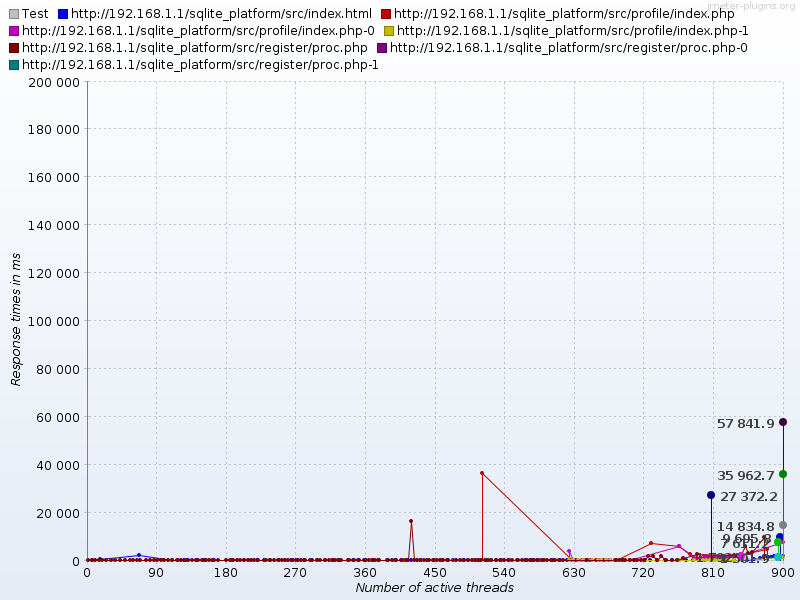 jmeter-plugins.org
Test http://192.168.1.1/sqlite_platform/src/index.html http://192.168.1.1/sqlite_platform/src/profile/index.php
http://192.168.1.1/sqlite_platform/src/profile/index.php-0 http://192.168.1.1/sqlite_platform/src/profile/index.php-1
http://192.168.1.1/sqlite_platform/src/register/proc.php http://192.168.1.1/sqlite_platform/src/register/proc.php-0
http://192.168.1.1/sqlite_platform/src/register/proc.php-1
200 000
180 000
160 000
140 000
120 000
100 000
80 000
60 000
40 000
20 000
0
Response times in ms
57 841.9
35 962.7
27 372.2
14 834.8
9 695.8
0 90 180 270 360 450 540 630 720 810 900
Number of active threads